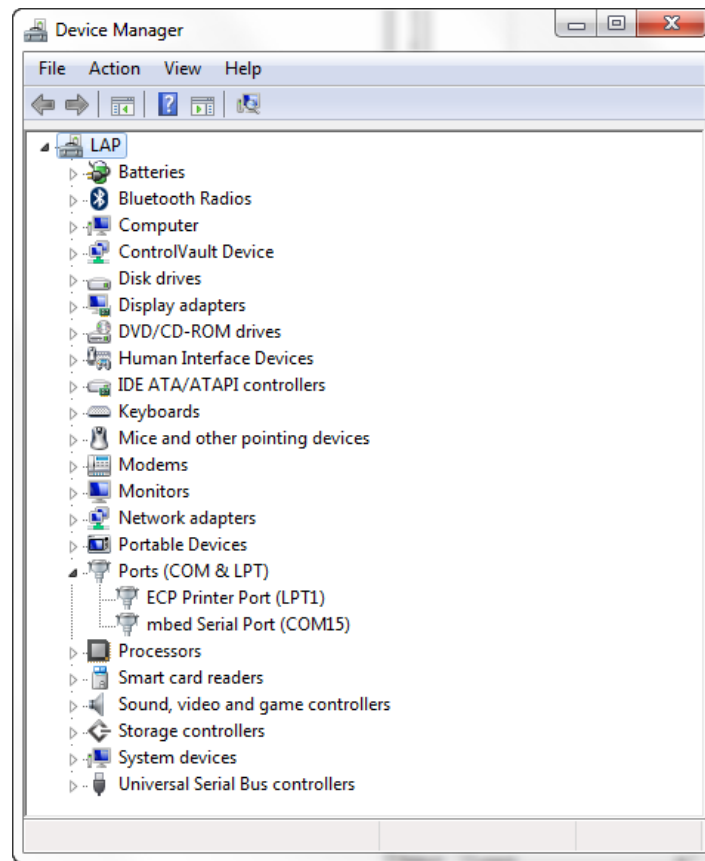 Device Manager
File Action View Help
LAP
Batteries
Bluetooth Radios
Computer
ControlVault Device
Disk drives
Display adapters
DVD/CD-ROM drives
Human Interface Devices
IDE ATA/ATAPI controllers
Keyboards
Mice and other pointing devices
Modems
Monitors
Network adapters
Portable Devices
Ports (COM & LPT)
ECP Printer Port (LPT1)
mbed Serial Port (COM15)
Processors
Smart card readers
Sound, video and game controllers
Storage controllers
System devices
Universal Serial Bus controllers